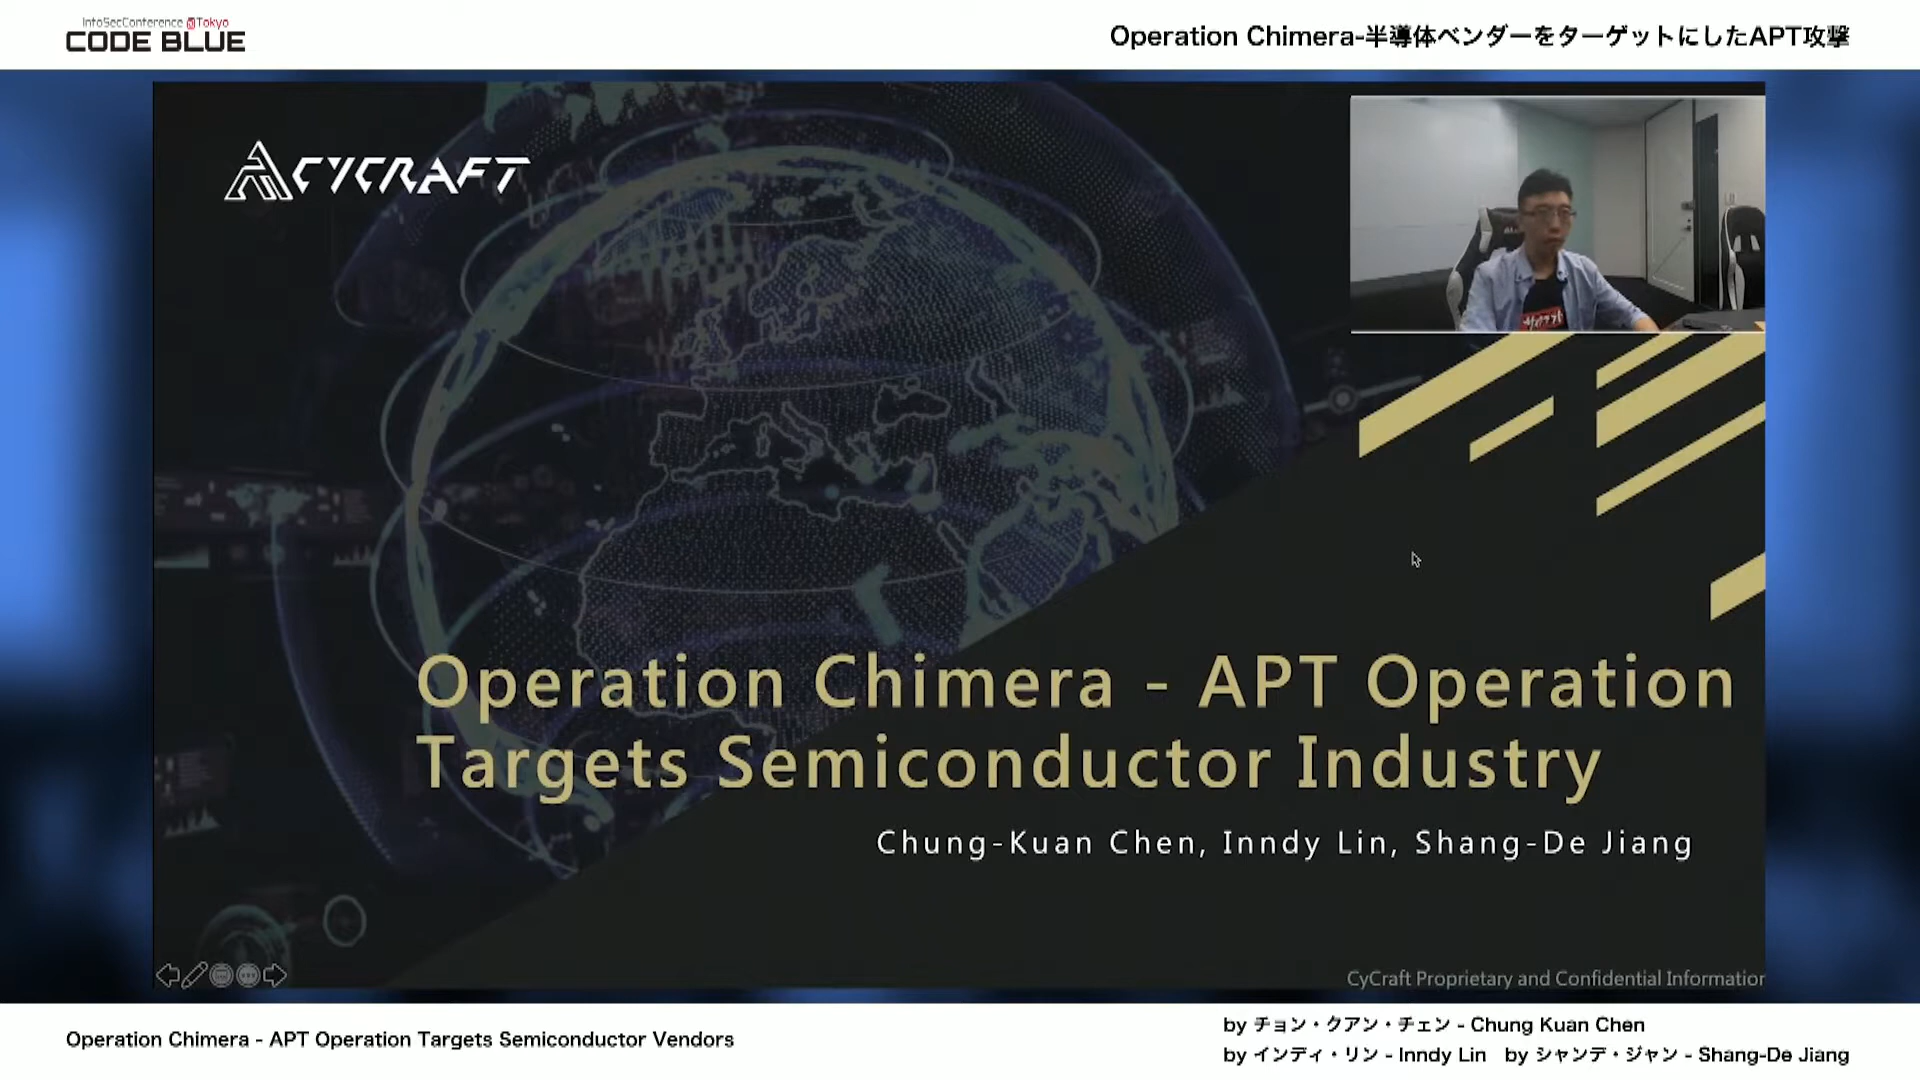 InfoSecConference @Tokyo
CODE BLUE
Operation Chimera-半導体ベンダーをターゲットにしたAPT攻撃
CYCRAFT
Operation Chimera - APT Operation
Targets Semiconductor Industry
Chung-Kuan Chen, Inndy Lin, Shang-De Jiang
CyCraft Proprietary and Confidential Information
Operation Chimera - APT Operation Targets Semiconductor Vendors
by チョン・クアン・チェン - Chung Kuan Chen
by インディ・リン - Inndy Lin by シャンデ・ジャン - Shang-De Jiang